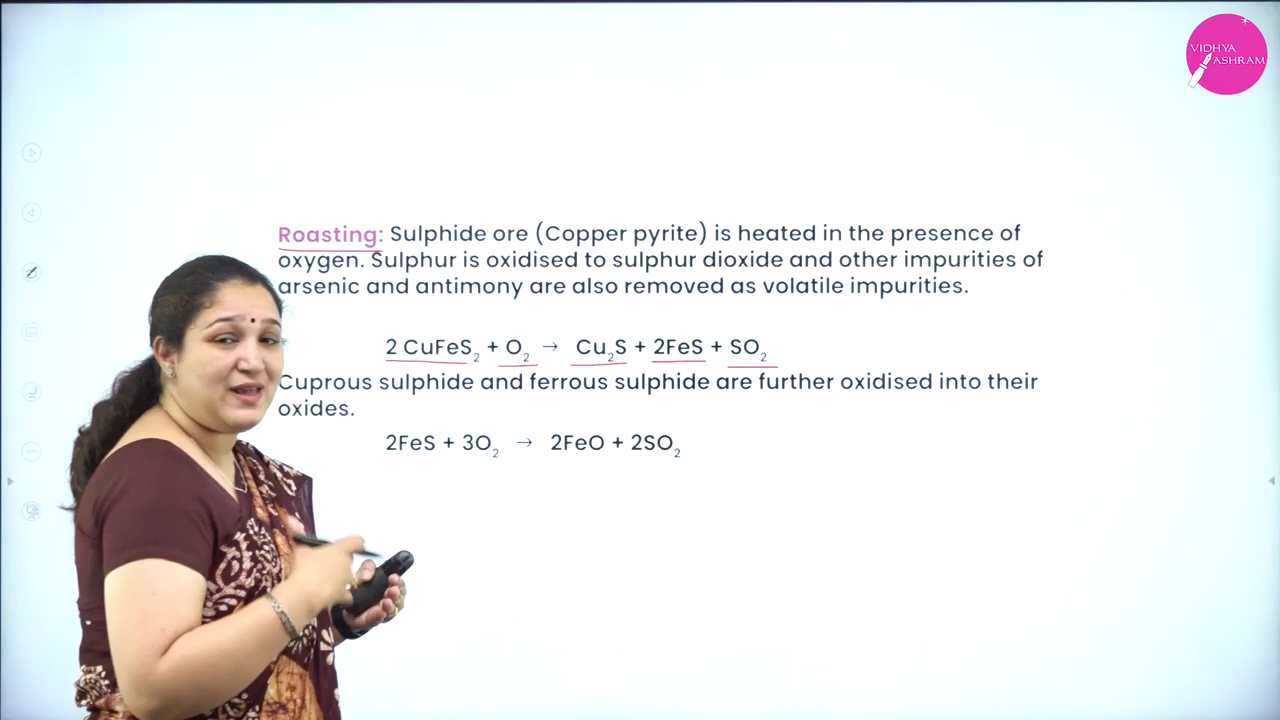 VIDHYA
ASHRAM
Roasting: Sulphide ore (Copper pyrite) is heated in the presence of
oxygen. Sulphur is oxidised to sulphur dioxide and other impurities of
arsenic and antimony are also removed as volatile impurities.
2 CuFeS₂ + O₂ → Cu₂S + 2FeS + SO₂
Cuprous sulphide and ferrous sulphide are further oxidised into their
oxides.
2FeS + 3O₂ → 2FeO + 2SO₂